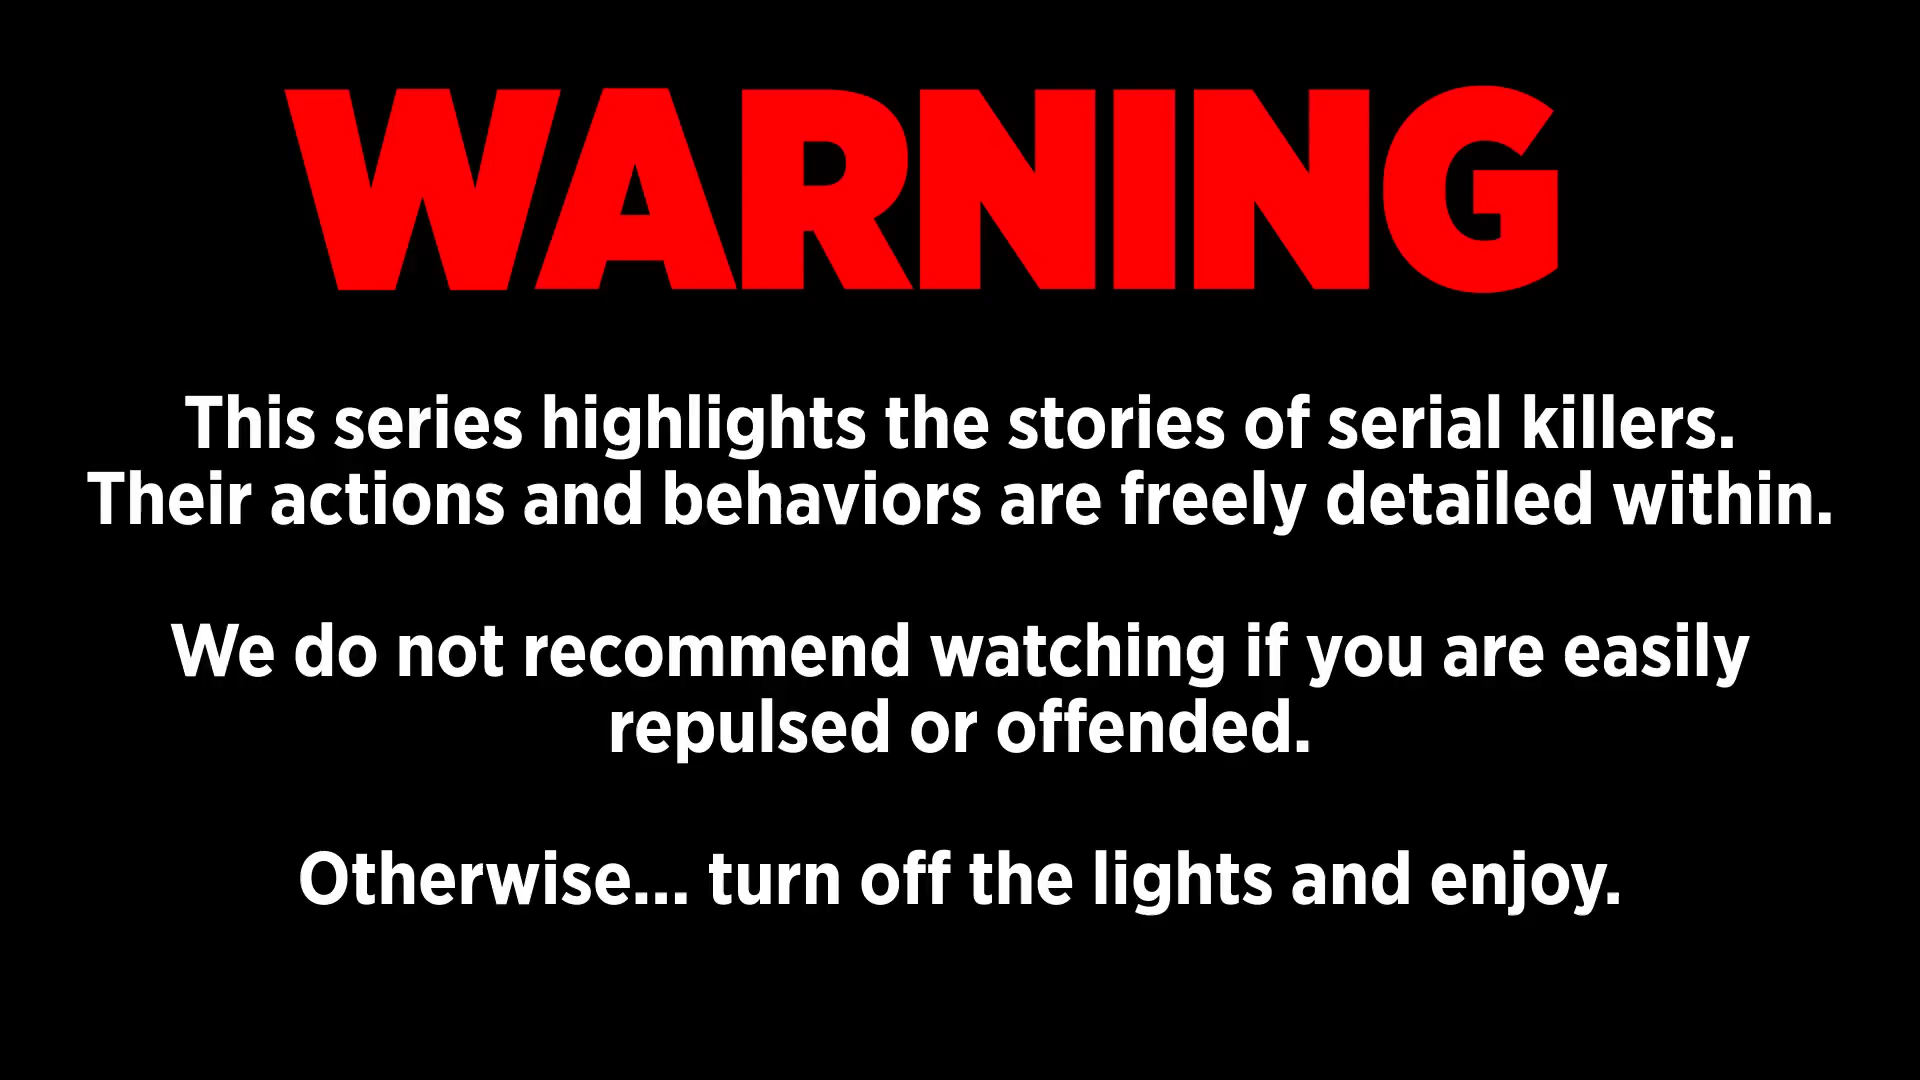 WARNING
This series highlights the stories of serial killers.
Their actions and behaviors are freely detailed within.
We do not recommend watching if you are easily
repulsed or offended.
Otherwise... turn off the lights and enjoy.